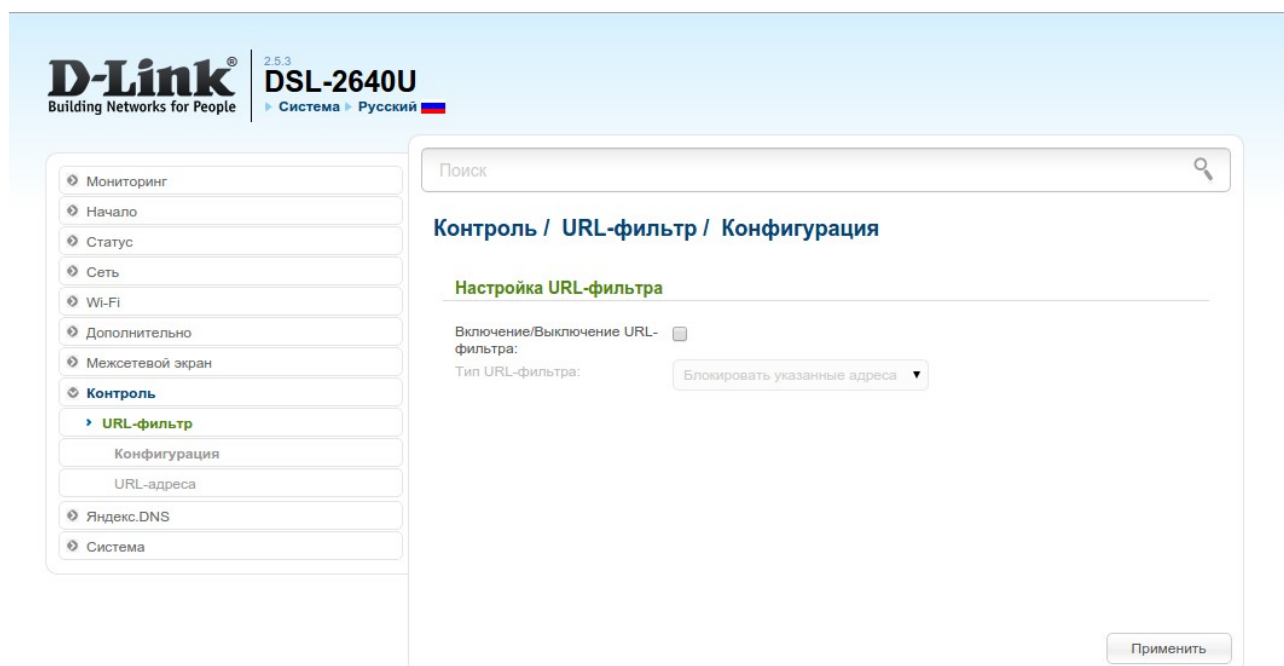 D-Link®
Building Networks for People
2.5.3
DSL-2640U
Система Русский
Мониторинг
Начало
Статус
Сеть
Wi-Fi
Дополнительно
Межсетевой экран
Контроль
URL-фильтр
Конфигурация
URL-адреса
Яндекс.DNS
Система
Поиск
Контроль / URL-фильтр / Конфигурация
Настройка URL-фильтра
Включение/Выключение URL-
фильтра:
Тип URL-фильтра: Блокировать указанные адреса
Применить